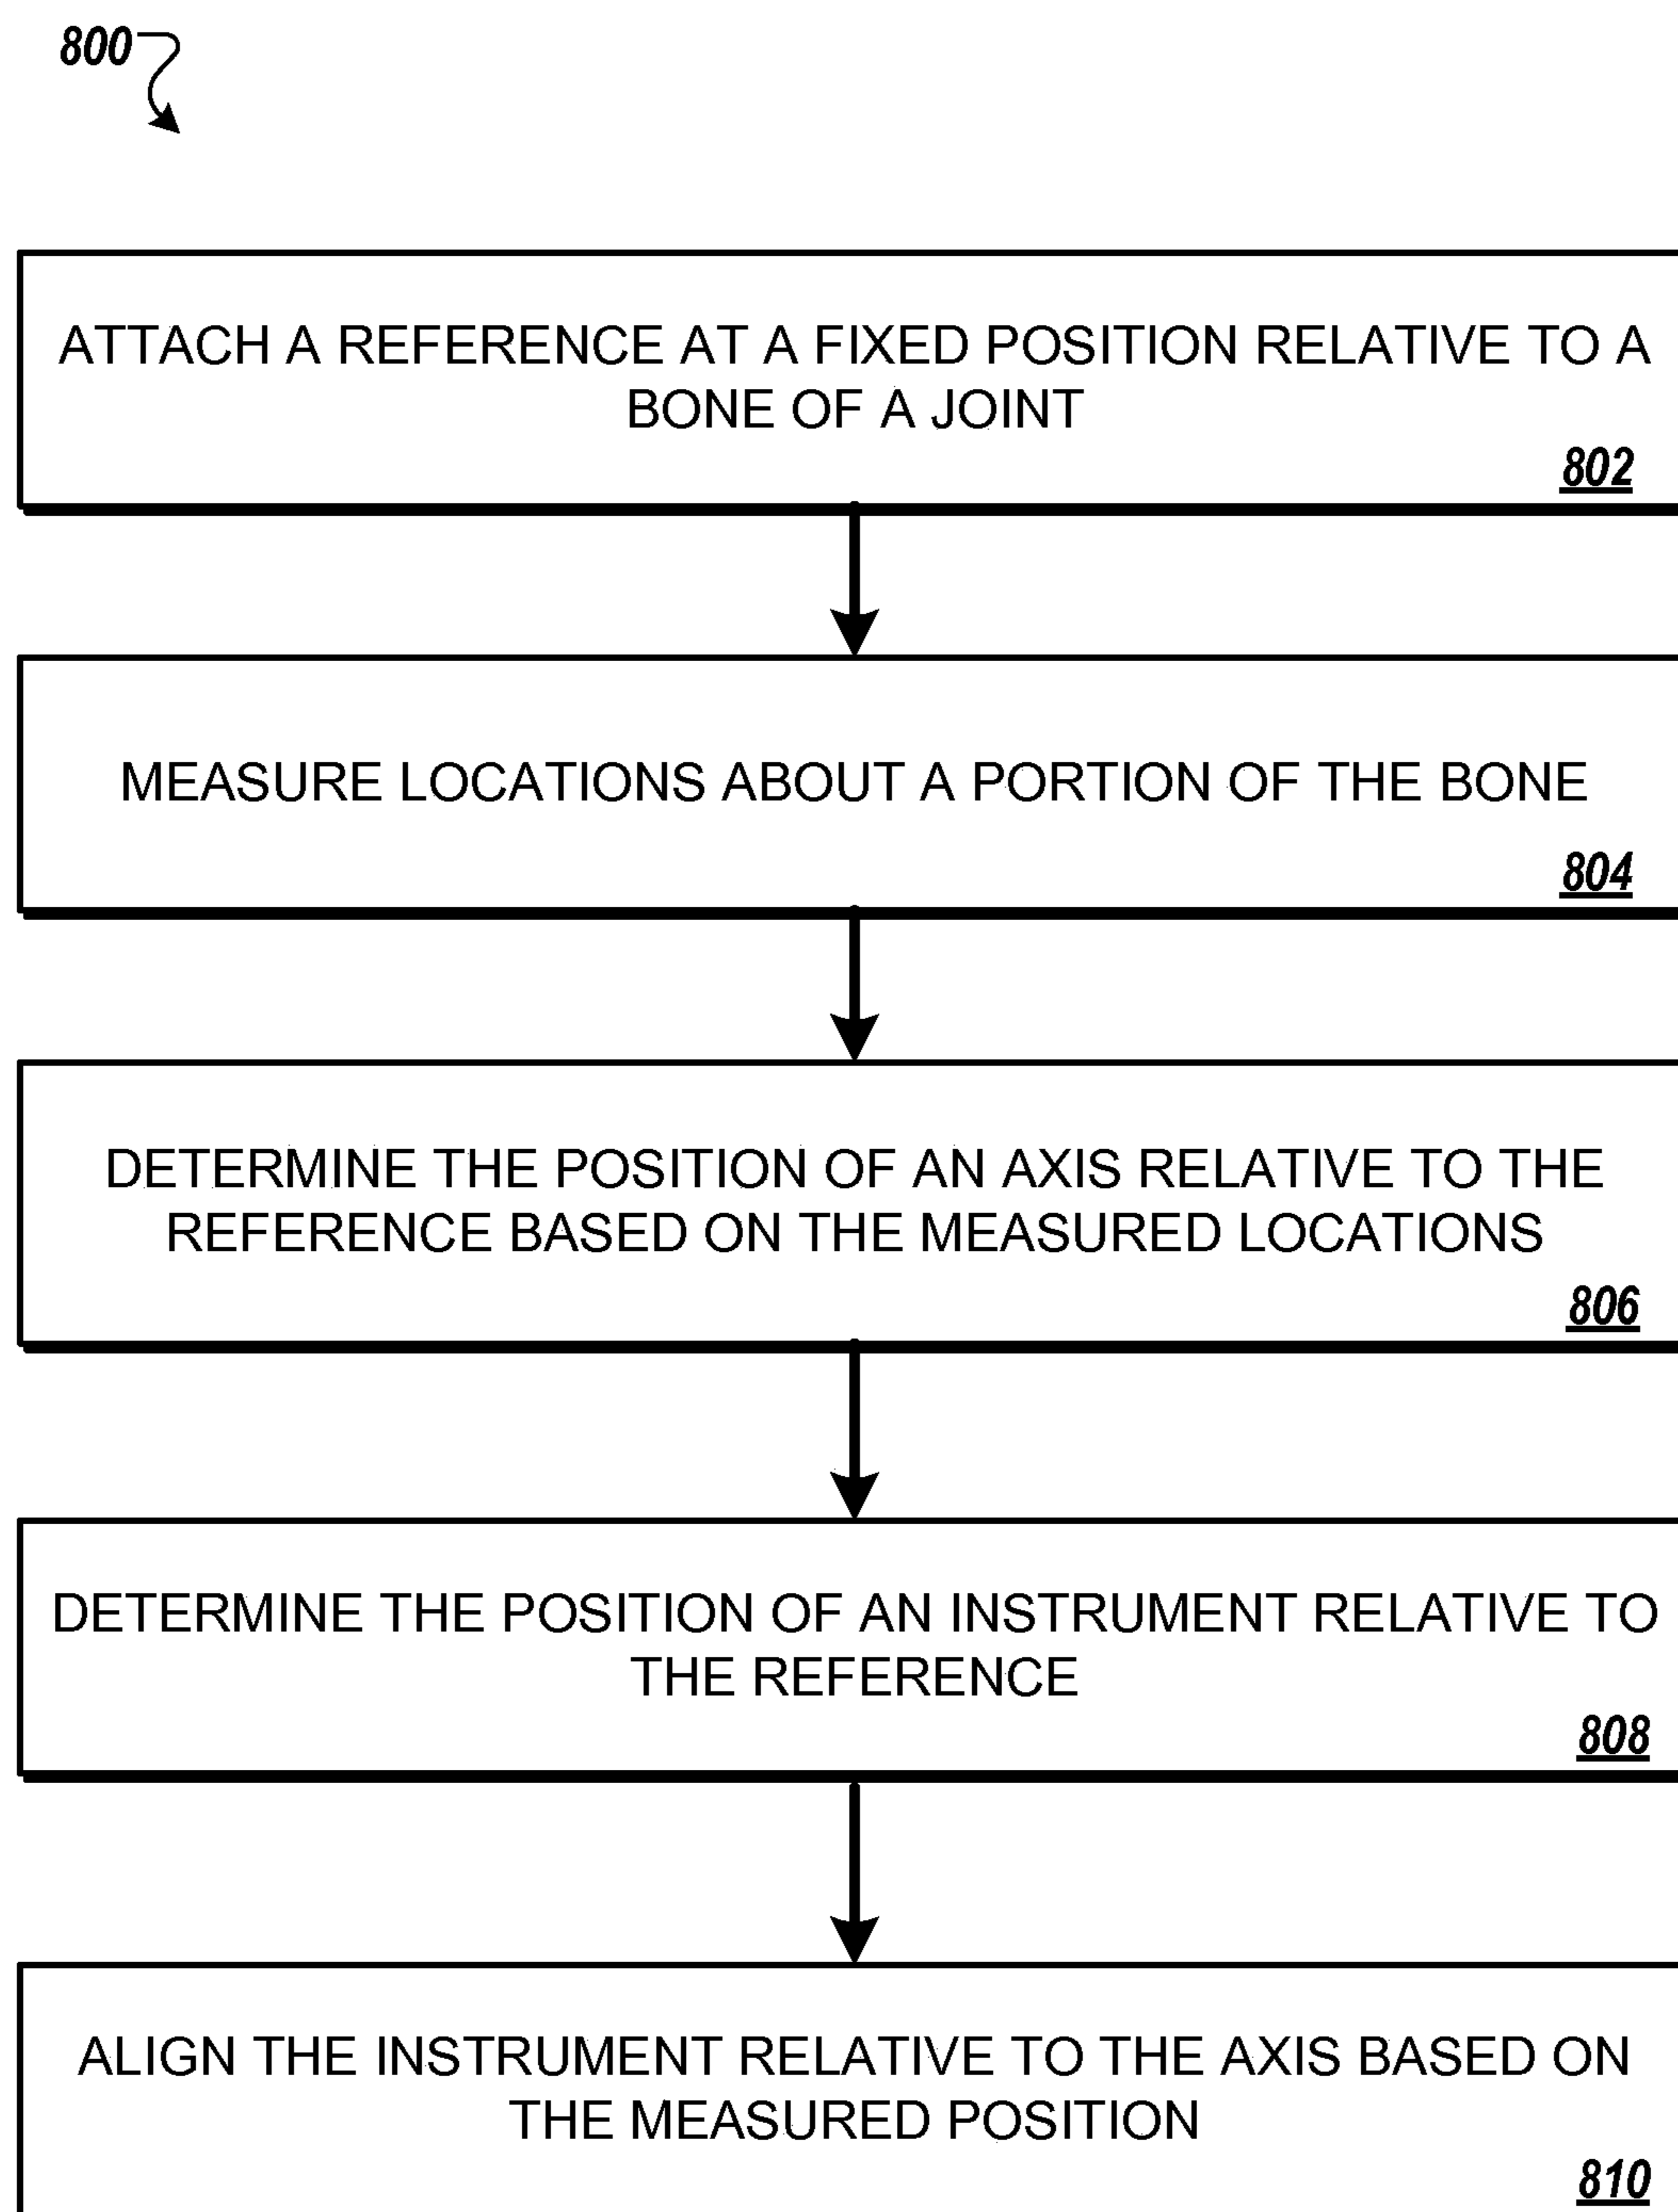 800
ATTACH A REFERENCE AT A FIXED POSITION RELATIVE TO A
BONE OF A JOINT
802
MEASURE LOCATIONS ABOUT A PORTION OF THE BONE
804
DETERMINE THE POSITION OF AN AXIS RELATIVE TO THE
REFERENCE BASED ON THE MEASURED LOCATIONS
806
DETERMINE THE POSITION OF AN INSTRUMENT RELATIVE TO
THE REFERENCE
808
ALIGN THE INSTRUMENT RELATIVE TO THE AXIS BASED ON
THE MEASURED POSITION
810